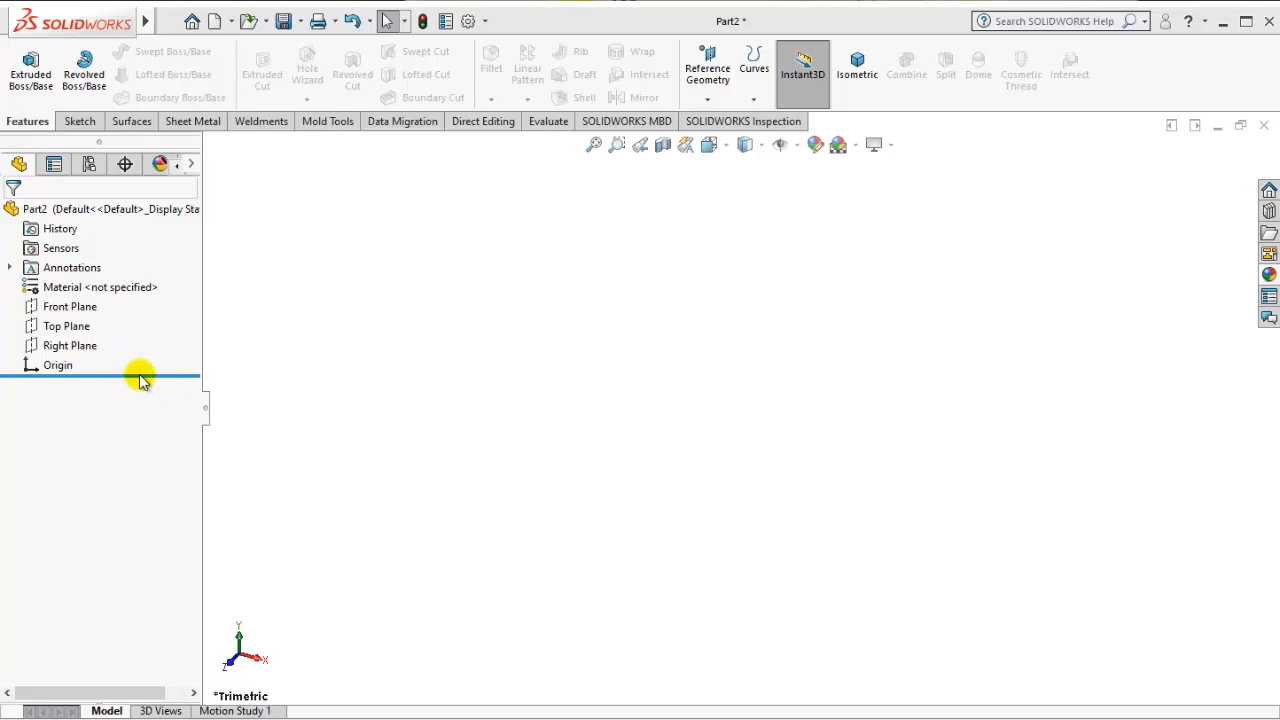 SOLIDWORKS
Part2 *
Search SOLIDWORKS Help
Extruded Boss/Base
Revolved Boss/Base
Swept Boss/Base
Lofted Boss/Base
Boundary Boss/Base
Extruded Cut
Hole Wizard
Revolved Cut
Swept Cut
Lofted Cut
Boundary Cut
Fillet
Linear Pattern
Rib
Draft
Shell
Wrap
Intersect
Mirror
Reference Geometry
Curves
Instant3D
Isometric
Combine
Split
Dome
Cosmetic Thread
Intersect
Features
Sketch
Surfaces
Sheet Metal
Weldments
Mold Tools
Data Migration
Direct Editing
Evaluate
SOLIDWORKS MBD
SOLIDWORKS Inspection
Part2 (Default<<Default>_Display Sta
History
Sensors
Annotations
Material <not specified>
Front Plane
Top Plane
Right Plane
Origin
Y
Z
X
*Trimetric
Model
3D Views
Motion Study 1